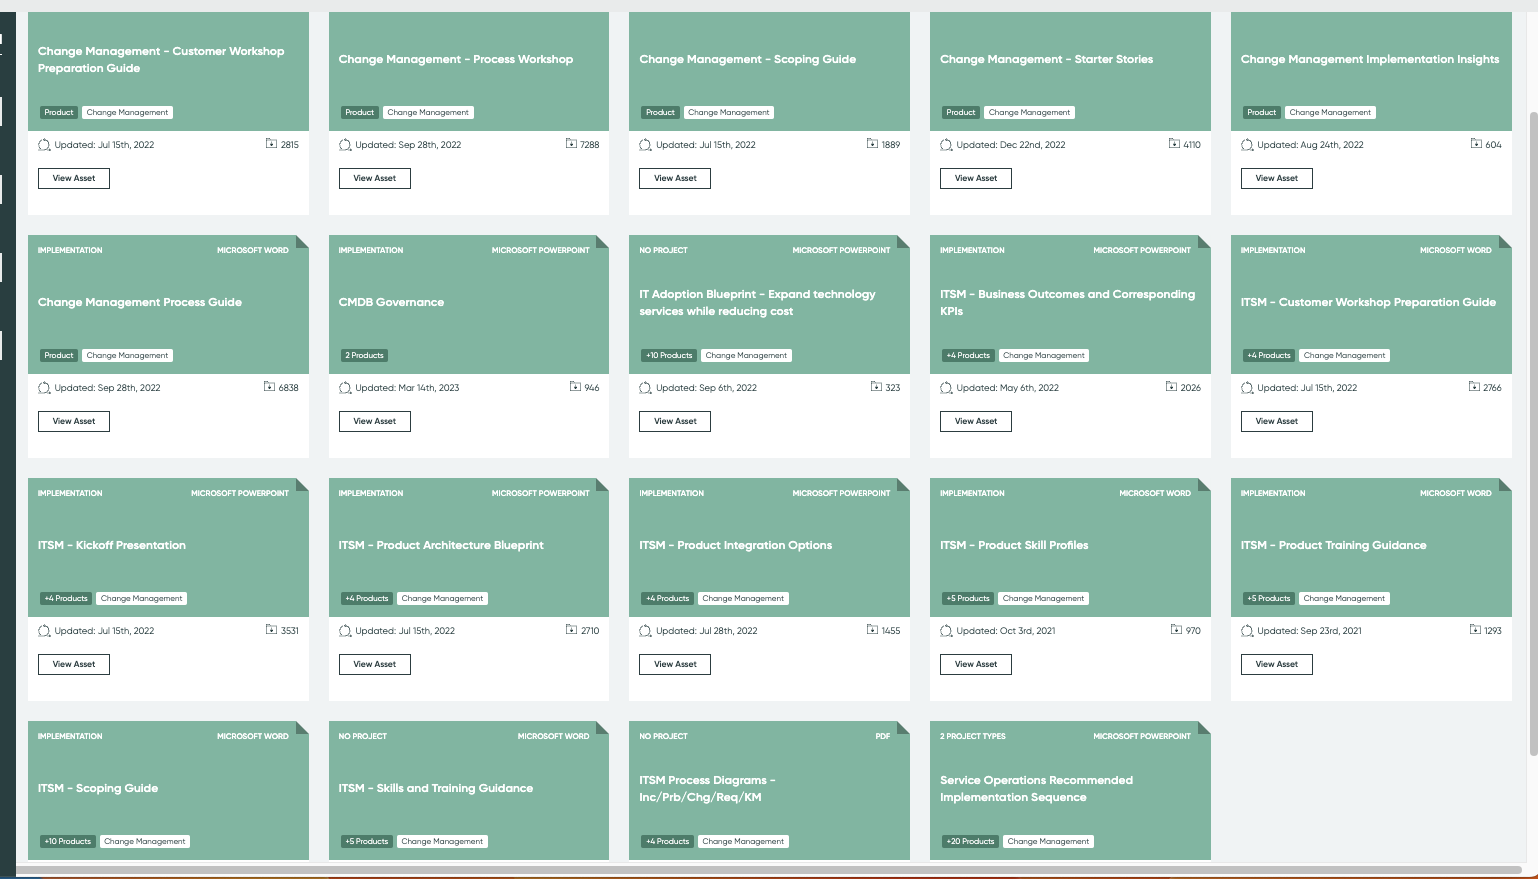 Change Management - Customer Workshop
Preparation Guide
Product
Change Management
Updated: Jul 15th, 2022
2815
View Asset
Change Management - Process Workshop
Product
Change Management
Updated: Sep 28th, 2022
7288
View Asset
Change Management - Scoping Guide
Product
Change Management
Updated: Jul 15th, 2022
1889
View Asset
Change Management - Starter Stories
Product
Change Management
Updated: Dec 22nd, 2022
4110
View Asset
Change Management Implementation Insights
Product
Change Management
Updated: Aug 24th, 2022
604
View Asset
IMPLEMENTATION
MICROSOFT WORD
Change Management Process Guide
Product
Change Management
Updated: Sep 28th, 2022
6838
View Asset
IMPLEMENTATION
MICROSOFT POWERPOINT
CMDB Governance
2 Products
Updated: Mar 14th, 2023
946
View Asset
NO PROJECT
MICROSOFT POWERPOINT
IT Adoption Blueprint - Expand technology
services while reducing cost
+10 Products
Change Management
Updated: Sep 6th, 2022
323
View Asset
IMPLEMENTATION
MICROSOFT POWERPOINT
ITSM - Business Outcomes and Corresponding
KPIs
+4 Products
Change Management
Updated: May 6th, 2022
2026
View Asset
IMPLEMENTATION
MICROSOFT WORD
ITSM - Customer Workshop Preparation Guide
+4 Products
Change Management
Updated: Jul 15th, 2022
2766
View Asset
IMPLEMENTATION
MICROSOFT POWERPOINT
ITSM - Kickoff Presentation
+4 Products
Change Management
Updated: Jul 15th, 2022
3531
View Asset
IMPLEMENTATION
MICROSOFT POWERPOINT
ITSM - Product Architecture Blueprint
+4 Products
Change Management
Updated: Jul 15th, 2022
2710
View Asset
IMPLEMENTATION
MICROSOFT POWERPOINT
ITSM - Product Integration Options
+4 Products
Change Management
Updated: Jul 28th, 2022
1455
View Asset
IMPLEMENTATION
MICROSOFT WORD
ITSM - Product Skill Profiles
+5 Products
Change Management
Updated: Oct 3rd, 2021
970
View Asset
IMPLEMENTATION
MICROSOFT WORD
ITSM - Product Training Guidance
+5 Products
Change Management
Updated: Sep 23rd, 2021
1293
View Asset
IMPLEMENTATION
MICROSOFT WORD
ITSM - Scoping Guide
+10 Products
Change Management
NO PROJECT
MICROSOFT WORD
ITSM - Skills and Training Guidance
+5 Products
Change Management
NO PROJECT
PDF
ITSM Process Diagrams -
Inc/Prb/Chg/Req/KM
+4 Products
Change Management
2 PROJECT TYPES
MICROSOFT POWERPOINT
Service Operations Recommended
Implementation Sequence
+20 Products
Change Management